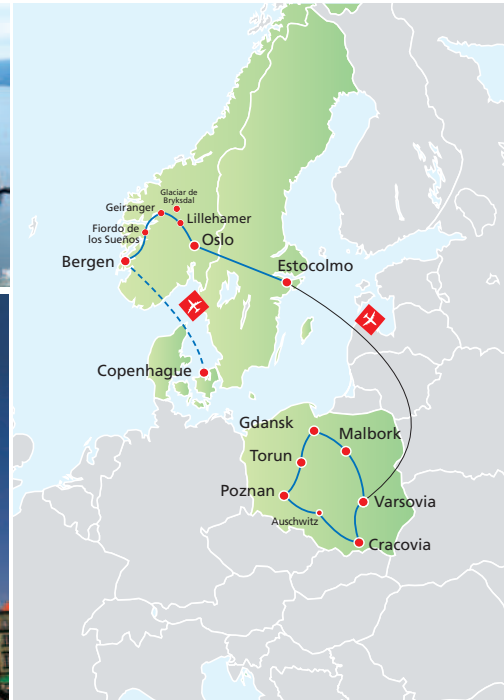 Glaciar de
Bryksdal
Geiranger
Lillehamer
Fiordo de
los Sueños
Oslo
Bergen
Estocolmo
Copenhague
Gdansk
Malbork
Torun
Poznan
Varsovia
Auschwitz
Cracovia